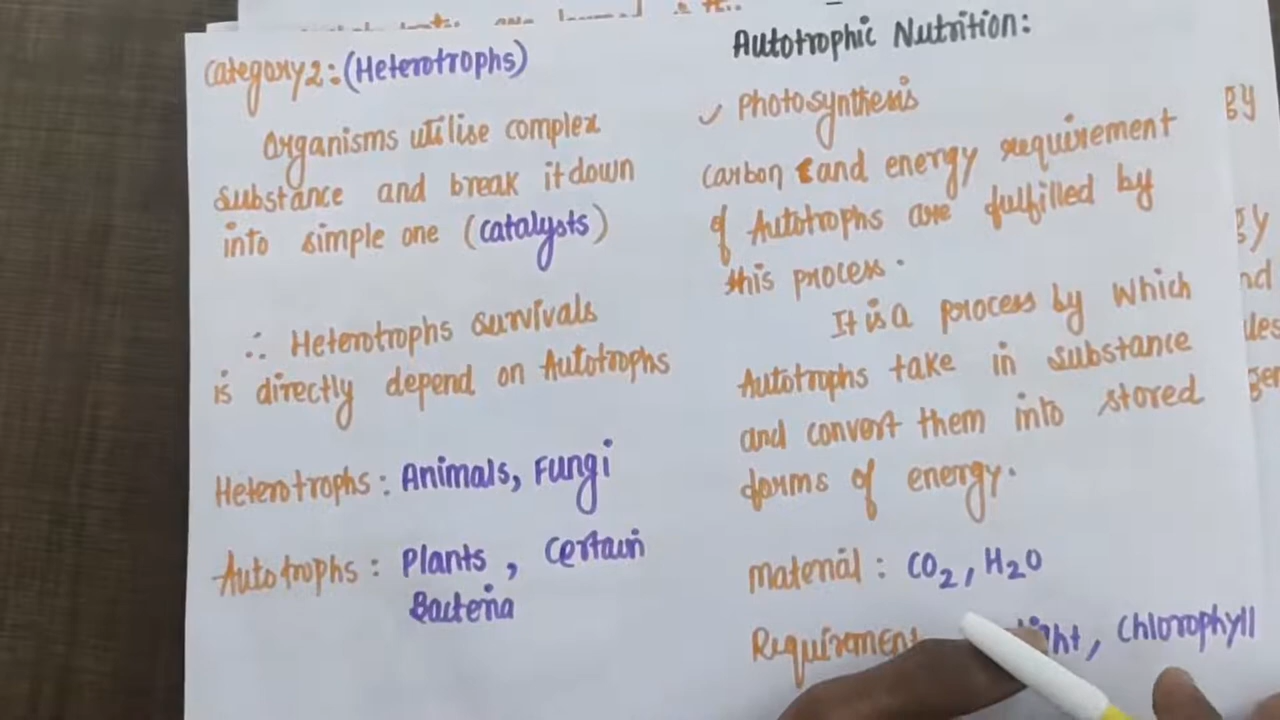 Category 2: (Heterotrophs)
Organisms utilise complex
substance and break it down
into simple one (catalysts)
∴ Heterotrophs survivals
is directly depend on Autotrophs
Heterotrophs: Animals, Fungi
Autotrophs: Plants, Certain
Bacteria
Autotrophic Nutrition:
✓ Photosynthesis
carbon and energy requirement
of Autotrophs are fulfilled by
this process.
It is a process by which
Autotrophs take in substance
and convert them into stored
forms of energy.
Material: CO₂, H₂O
Requirement , Chlorophyll
gy
gy
nd